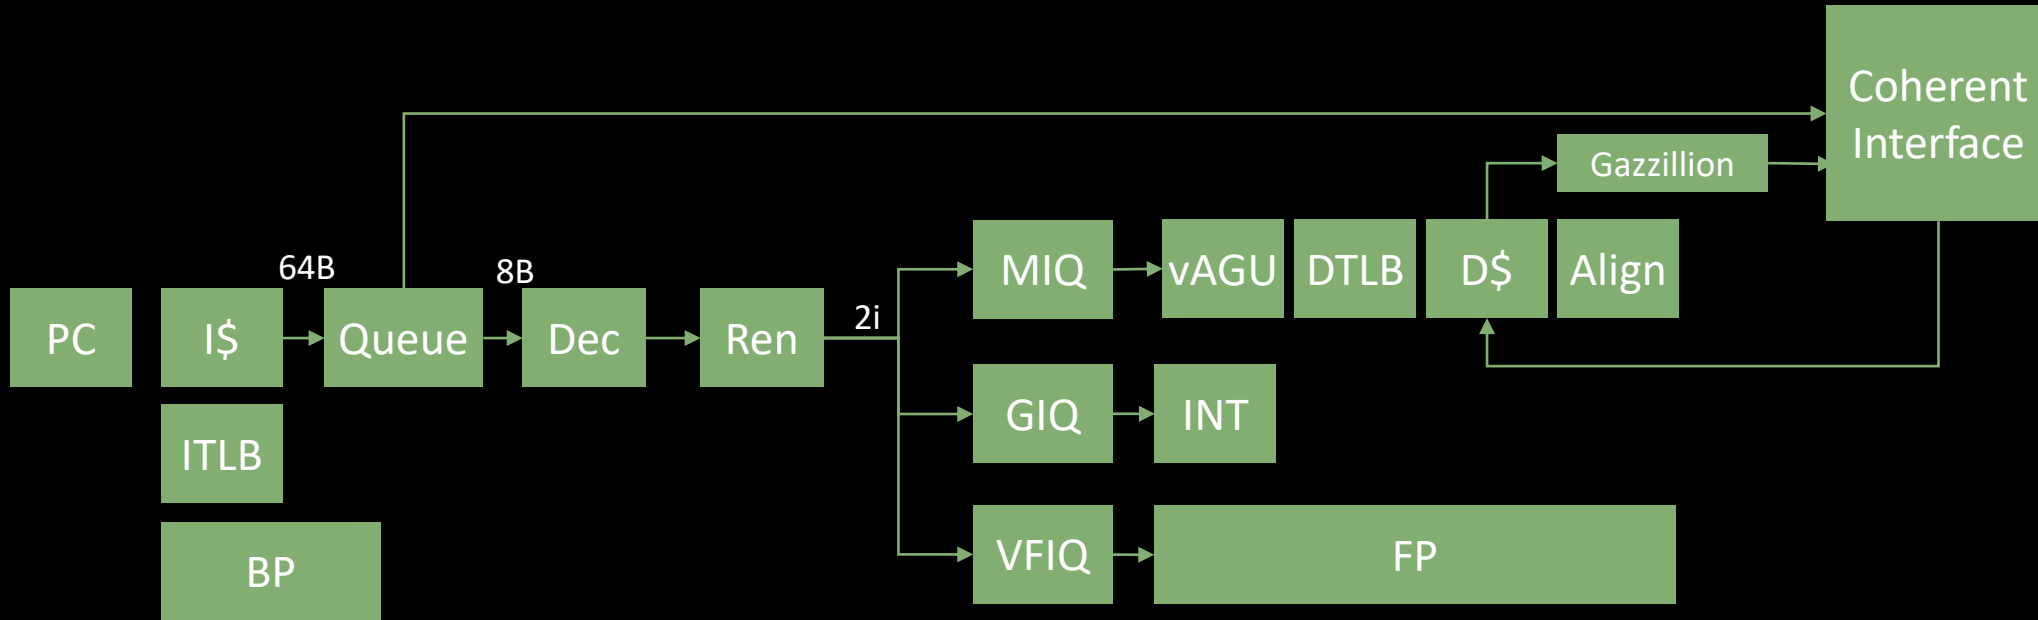 Coherent
Interface
Gazzillion
64B
8B
MIQ
vAGU
DTLB
D$
Align
PC
I$
Queue
Dec
Ren
2i
ITLB
GIQ
INT
BP
VFIQ
FP